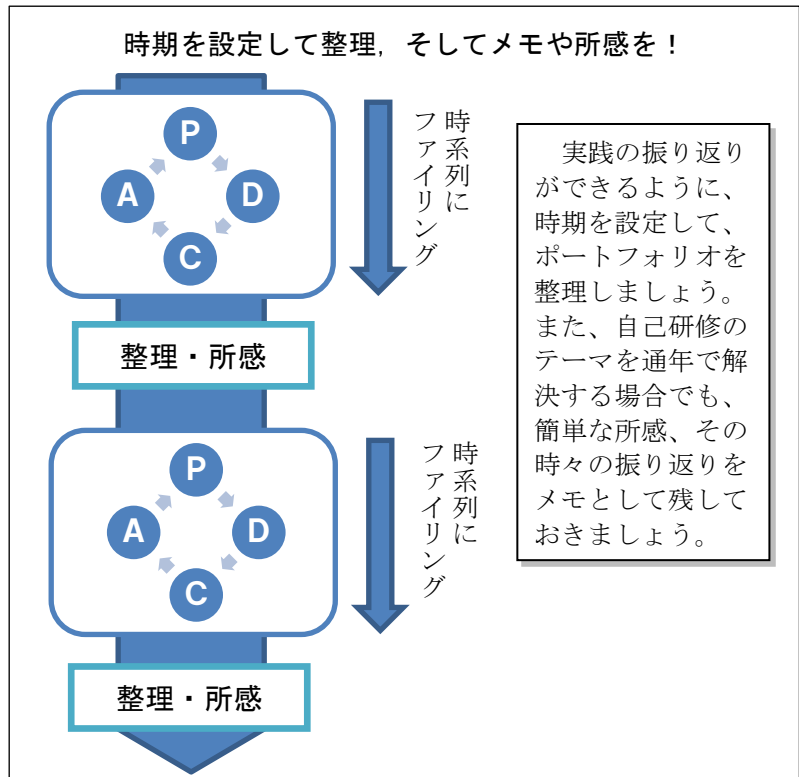 時期を設定して整理，そしてメモや所感を！
P
D
C
A
時系列に
ファイリング
整理・所感
P
D
C
A
時系列に
ファイリング
整理・所感
実践の振り返り
ができるように、
時期を設定して、
ポートフォリオを
整理しましょう。
また、自己研修の
テーマを通年で解
決する場合でも、
簡単な所感、その
時々の振り返りを
メモとして残して
おきましょう。